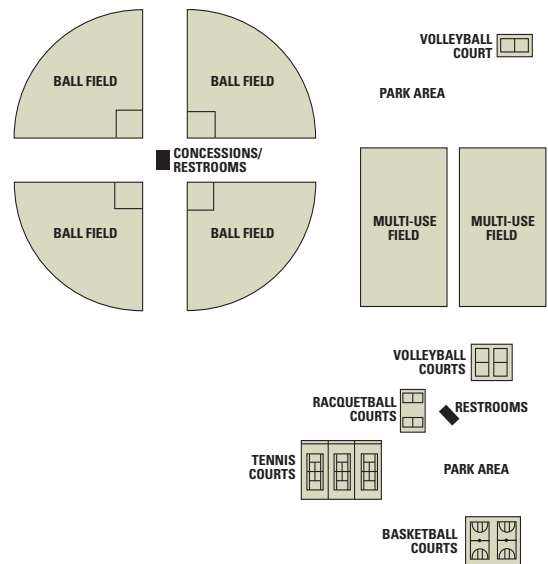 VOLLEYBALL
COURT
BALL FIELD
BALL FIELD
PARK AREA
CONCESSIONS/
RESTROOMS
BALL FIELD
BALL FIELD
MULTI-USE
FIELD
MULTI-USE
FIELD
VOLLEYBALL
COURTS
RACQUETBALL
COURTS
RESTROOMS
TENNIS
COURTS
PARK AREA
BASKETBALL
COURTS